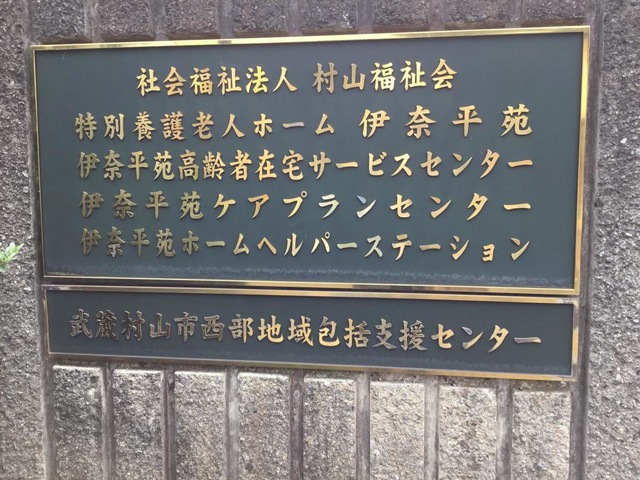 社会福祉法人 村山福祉会
特別養護老人ホーム 伊奈平苑
伊奈平苑高齢者在宅サービスセンター
伊奈平苑ケアプランセンター
伊奈平苑ホームヘルパーステーション
武蔵村山市西部地域包括支援センター